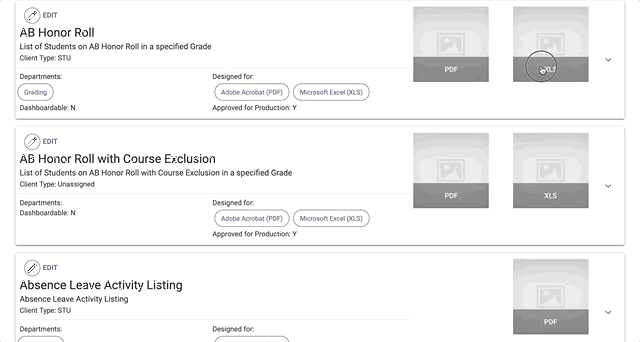 EDIT
AB Honor Roll
List of Students on AB Honor Roll in a specified Grade
Client Type: STU
Departments:
Grading
Dashboardable: N
Designed for:
Adobe Acrobat (PDF) Microsoft Excel (XLS)
Approved for Production: Y
PDF
XLS
EDIT
AB Honor Roll with Course Exclusion
List of Students on AB Honor Roll with Course Exclusion in a specified Grade
Client Type: Unassigned
Departments:
Dashboardable: N
Designed for:
Adobe Acrobat (PDF) Microsoft Excel (XLS)
Approved for Production: Y
PDF
XLS
EDIT
Absence Leave Activity Listing
Absence Leave Activity Listing
Client Type: STU
Departments:
Designed for:
PDF